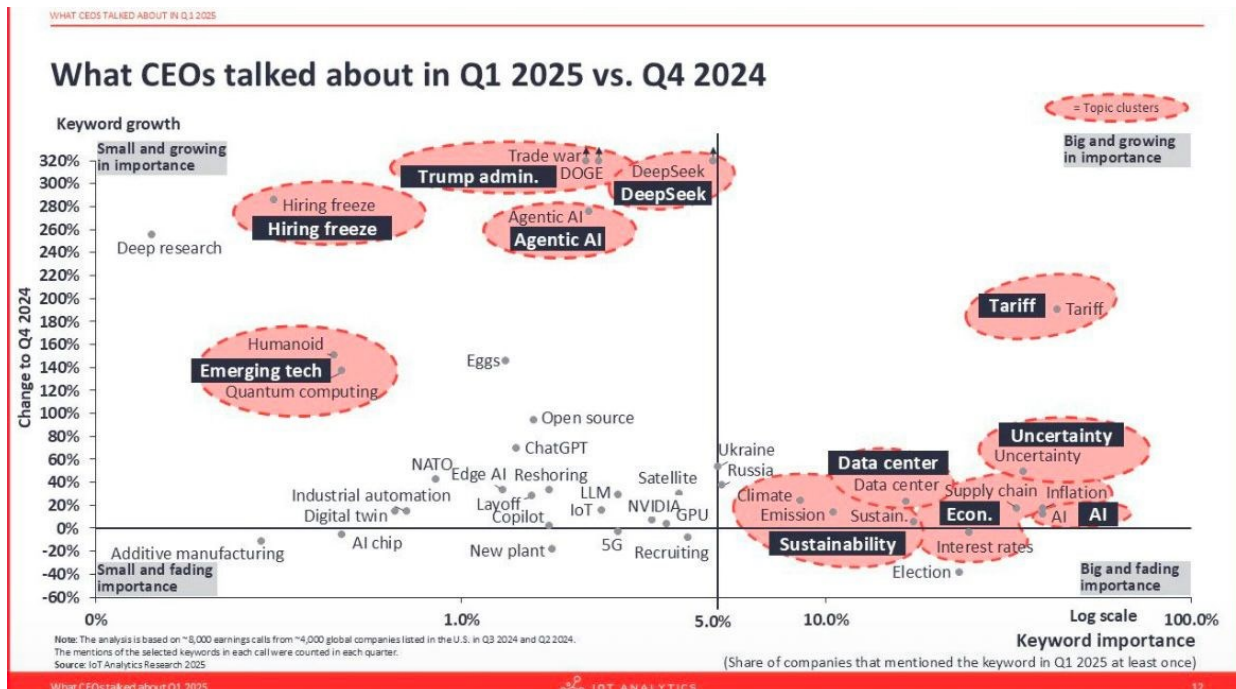 WHAT CEOS TALKED ABOUT IN Q1 2025
What CEOs talked about in Q1 2025 vs. Q4 2024
= Topic clusters
Keyword growth
Small and growing
in importance
Big and growing
in importance
320%
300%
280%
260%
240%
220%
200%
180%
160%
140%
120%
100%
80%
60%
40%
20%
0%
-20%
-40%
-60%
Change to Q4 2024
Trade war
DOGE
Trump admin.
DeepSeek
DeepSeek
Hiring freeze
Hiring freeze
Agentic AI
Agentic AI
Deep research
Tariff
Tariff
Humanoid
Emerging tech
Quantum computing
Eggs
Open source
ChatGPT
Uncertainty
Uncertainty
Ukraine
Russia
NATO
Edge AI
Reshoring
Satellite
Data center
Data center
Industrial automation
Layoff
LLM
Climate
Supply chain
Inflation
Digital twin
Copilot
IoT
NVIDIA
GPU
Emission
Sustain.
Econ.
AI
AI
Additive manufacturing
AI chip
New plant
5G
Recruiting
Sustainability
Interest rates
Election
Small and fading
importance
Big and fading
importance
0%
1.0%
5.0%
10.0%
Log scale
100.0%
Keyword importance
(Share of companies that mentioned the keyword in Q1 2025 at least once)
Note: The analysis is based on ~8,000 earnings calls from ~4,000 global companies listed in the U.S. in Q3 2024 and Q2 2024.
The mentions of the selected keywords in each call were counted in each quarter.
Source: IoT Analytics Research 2025
What CEOs talked about Q1 2025
IOT ANALYTICS
12